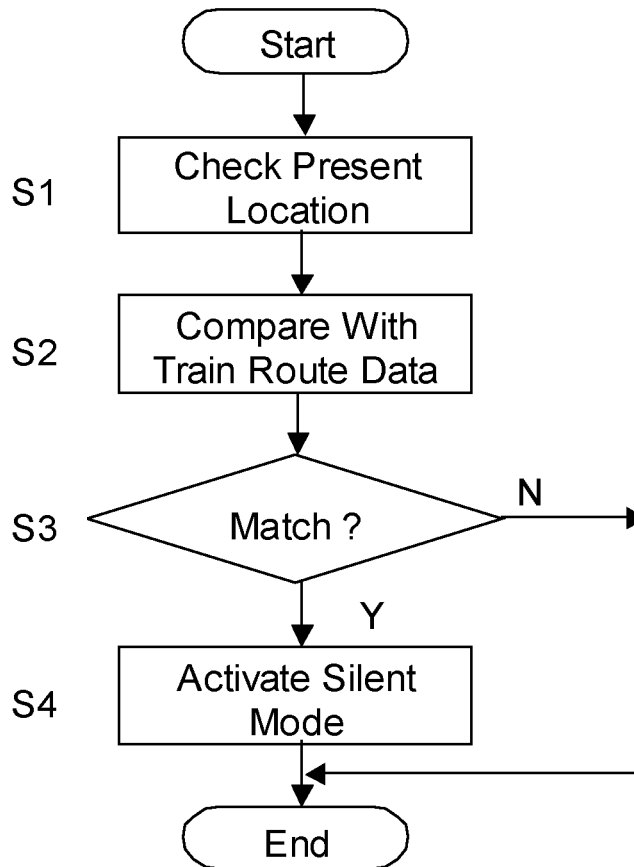 Start
S1
Check Present
Location
S2
Compare With
Train Route Data
S3
Match ?
N
Y
S4
Activate Silent
Mode
End